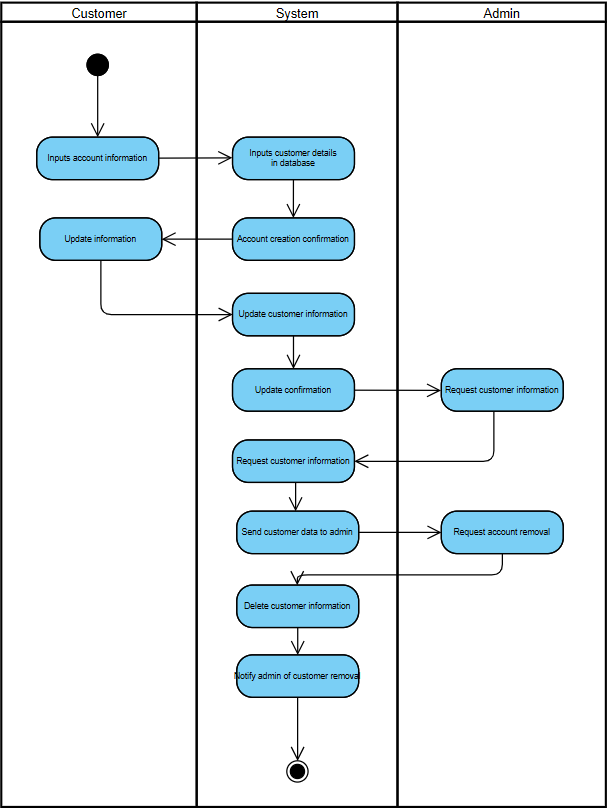 Customer
System
Admin
Inputs account information
Inputs customer details
in database
Update information
Account creation confirmation
Update customer information
Update confirmation
Request customer information
Request customer information
Send customer data to admin
Request account removal
Delete customer information
Notify admin of customer removal